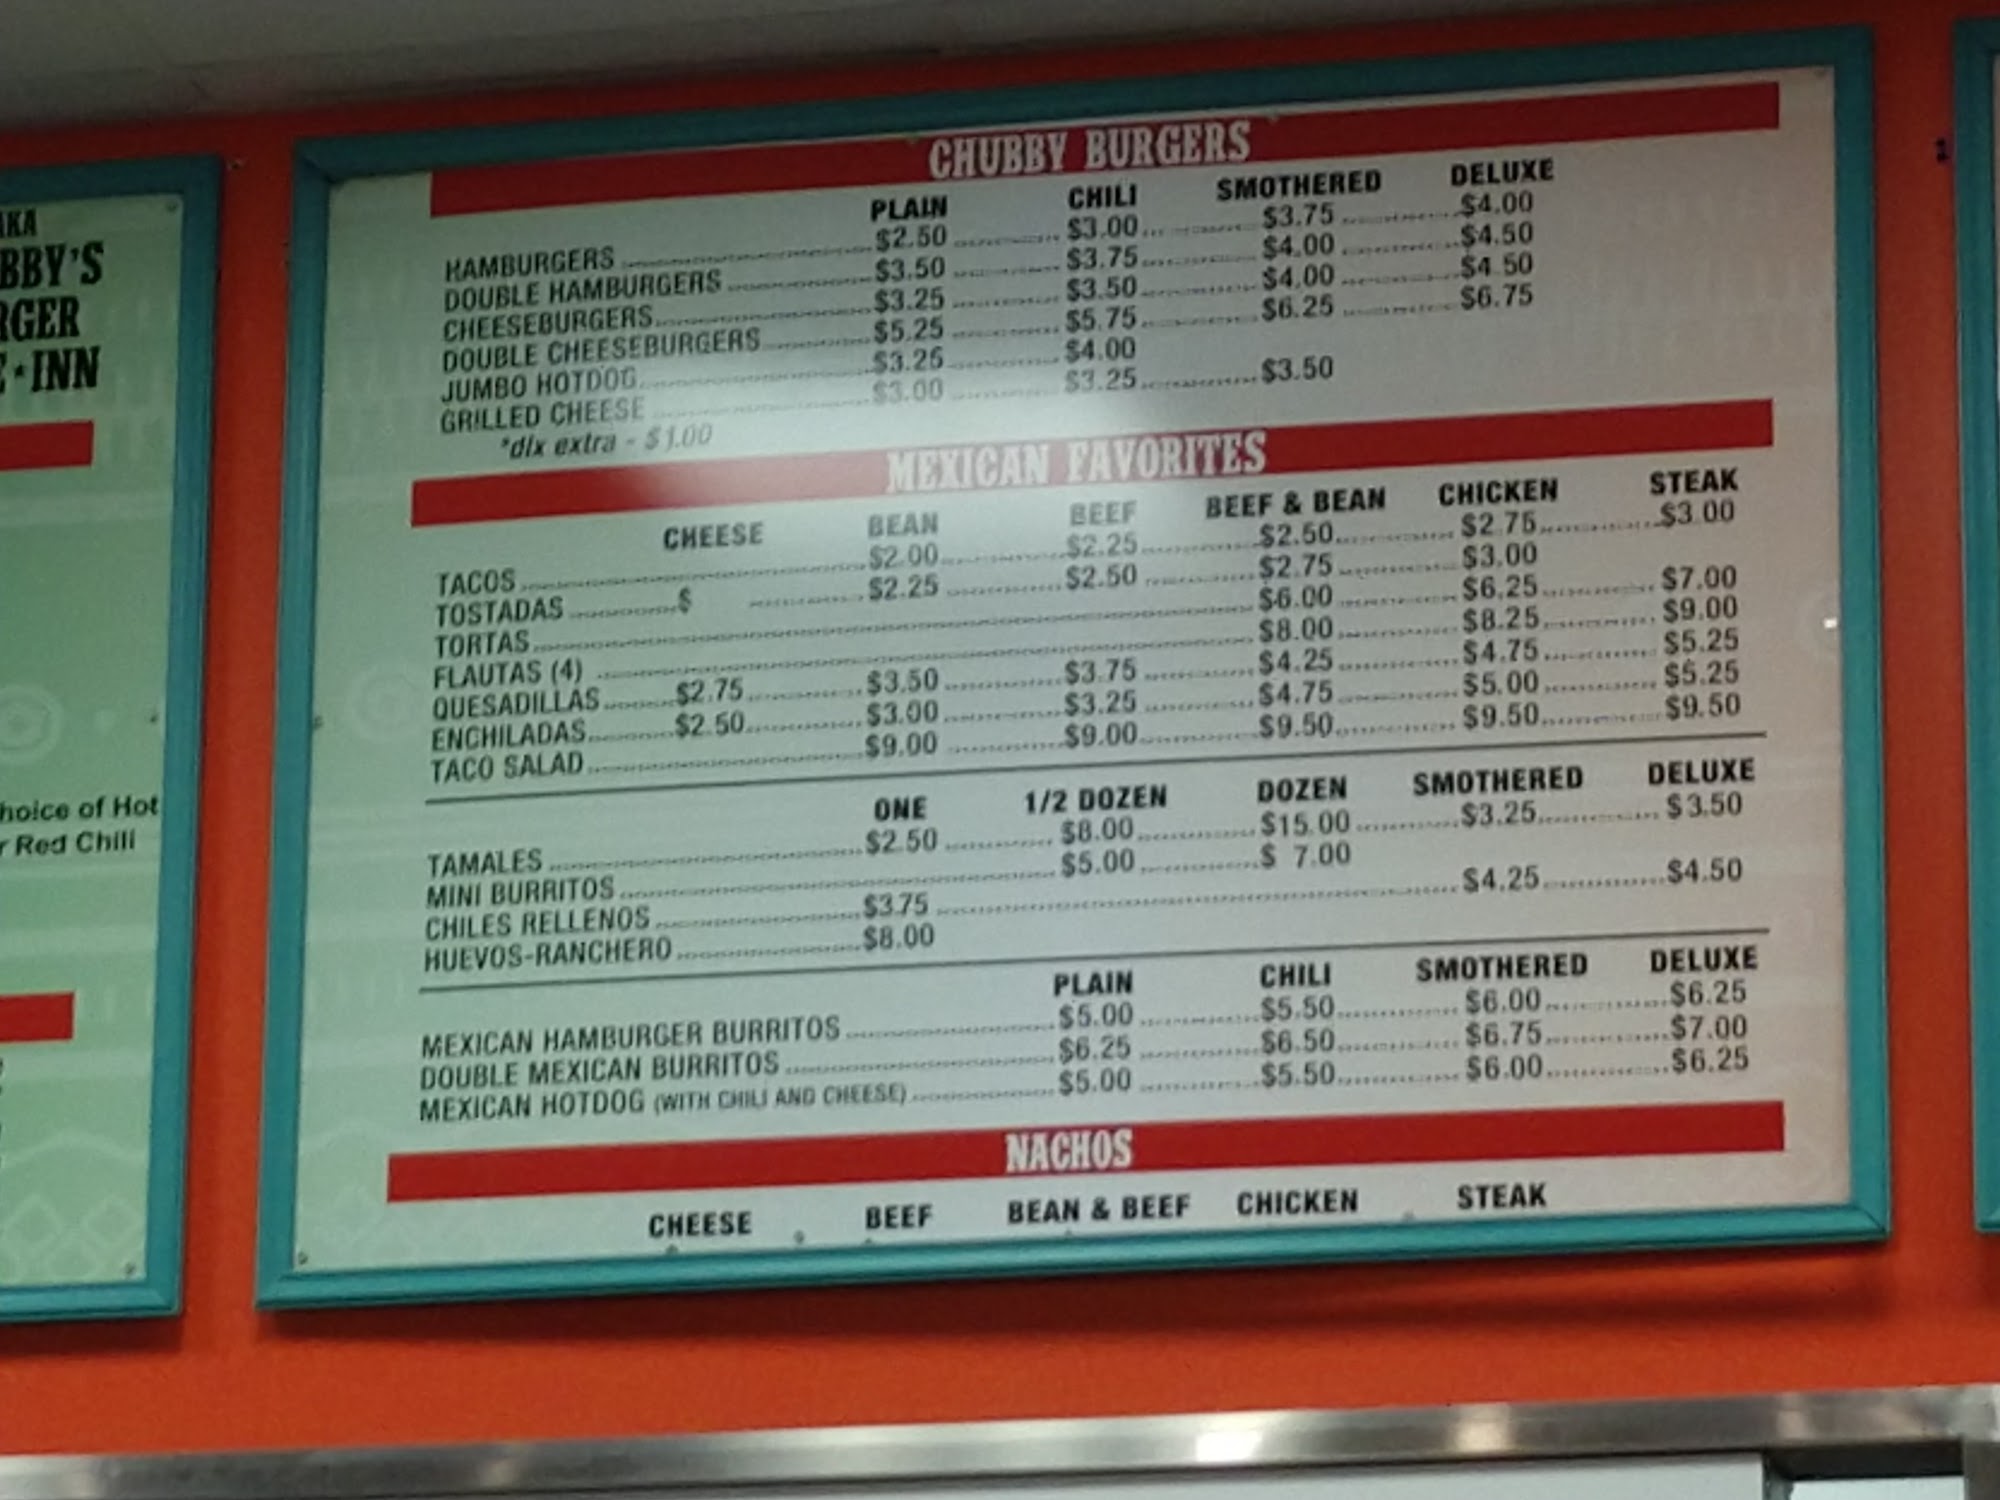 AKA
BBY'S
RGER
E★INN
hoice of Hot
r Red Chili
CHUBBY BURGERS
PLAIN CHILI SMOTHERED DELUXE
HAMBURGERS $2.50 $3.00 $3.75 $4.00
DOUBLE HAMBURGERS $3.50 $3.75 $4.00 $4.50
CHEESEBURGERS $3.25 $3.50 $4.00 $4.50
DOUBLE CHEESEBURGERS $5.25 $5.75 $6.25 $6.75
JUMBO HOTDOG $3.25 $4.00
GRILLED CHEESE $3.00 $3.25 $3.50
*dlx extra - $1.00
MEXICAN FAVORITES
CHEESE BEAN BEEF BEEF & BEAN CHICKEN STEAK
TACOS $2.00 $2.25 $2.50 $2.75 $3.00
TOSTADAS $ $2.25 $2.50 $2.75 $3.00
TORTAS $6.00 $6.25 $7.00
FLAUTAS (4) $8.00 $8.25 $9.00
QUESADILLAS $2.75 $3.50 $3.75 $4.25 $4.75 $5.25
ENCHILADAS $2.50 $3.00 $3.25 $4.75 $5.00 $5.25
TACO SALAD $9.00 $9.00 $9.50 $9.50 $9.50
ONE 1/2 DOZEN DOZEN SMOTHERED DELUXE
TAMALES $2.50 $8.00 $15.00 $3.25 $3.50
MINI BURRITOS $5.00 $ 7.00
CHILES RELLENOS $3.75 $4.25 $4.50
HUEVOS-RANCHERO $8.00
PLAIN CHILI SMOTHERED DELUXE
MEXICAN HAMBURGER BURRITOS $5.00 $5.50 $6.00 $6.25
DOUBLE MEXICAN BURRITOS $6.25 $6.50 $6.75 $7.00
MEXICAN HOTDOG (WITH CHILI AND CHEESE) $5.00 $5.50 $6.00 $6.25
NACHOS
CHEESE BEEF BEAN & BEEF CHICKEN STEAK